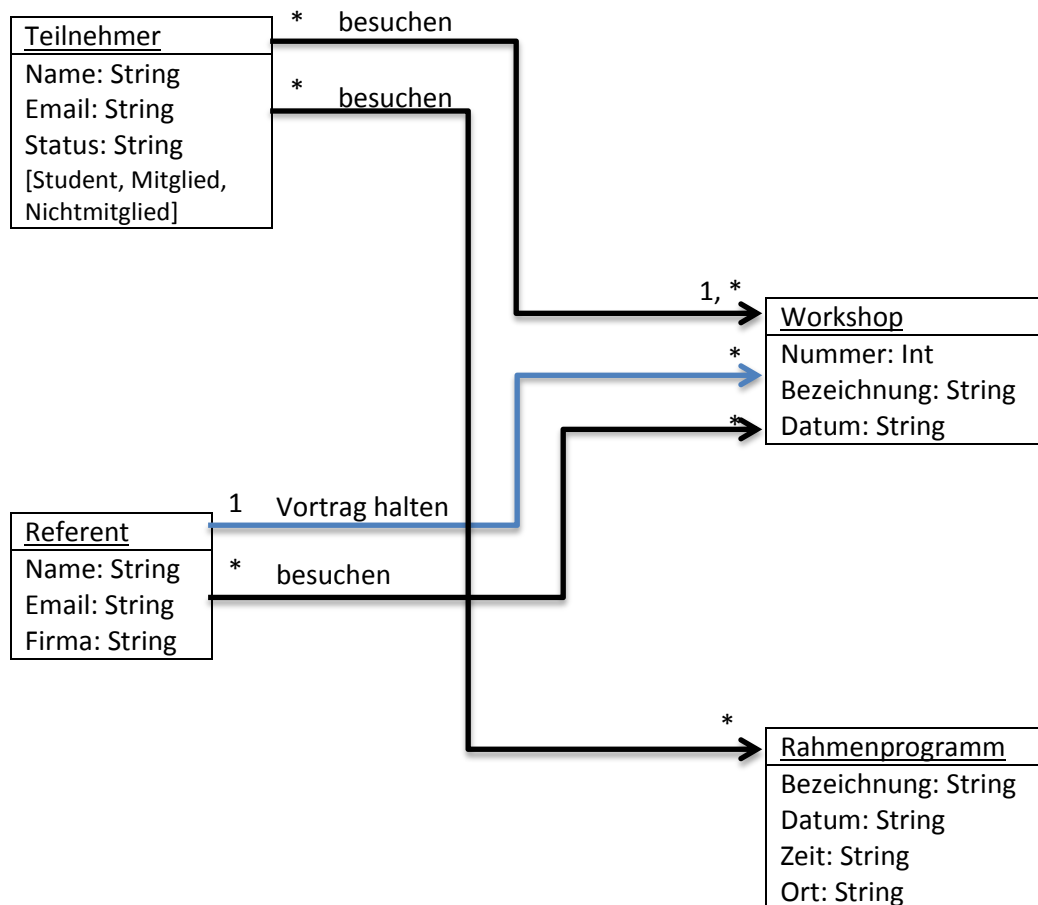 * besuchen
Teilnehmer
Name: String
Email: String
Status: String
[Student, Mitglied,
Nichtmitglied]
* besuchen
1, *
Workshop
Nummer: Int
Bezeichnung: String
Datum: String
*
*
1 Vortrag halten
Referent
Name: String
Email: String
Firma: String
* besuchen
*
Rahmenprogramm
Bezeichnung: String
Datum: String
Zeit: String
Ort: String